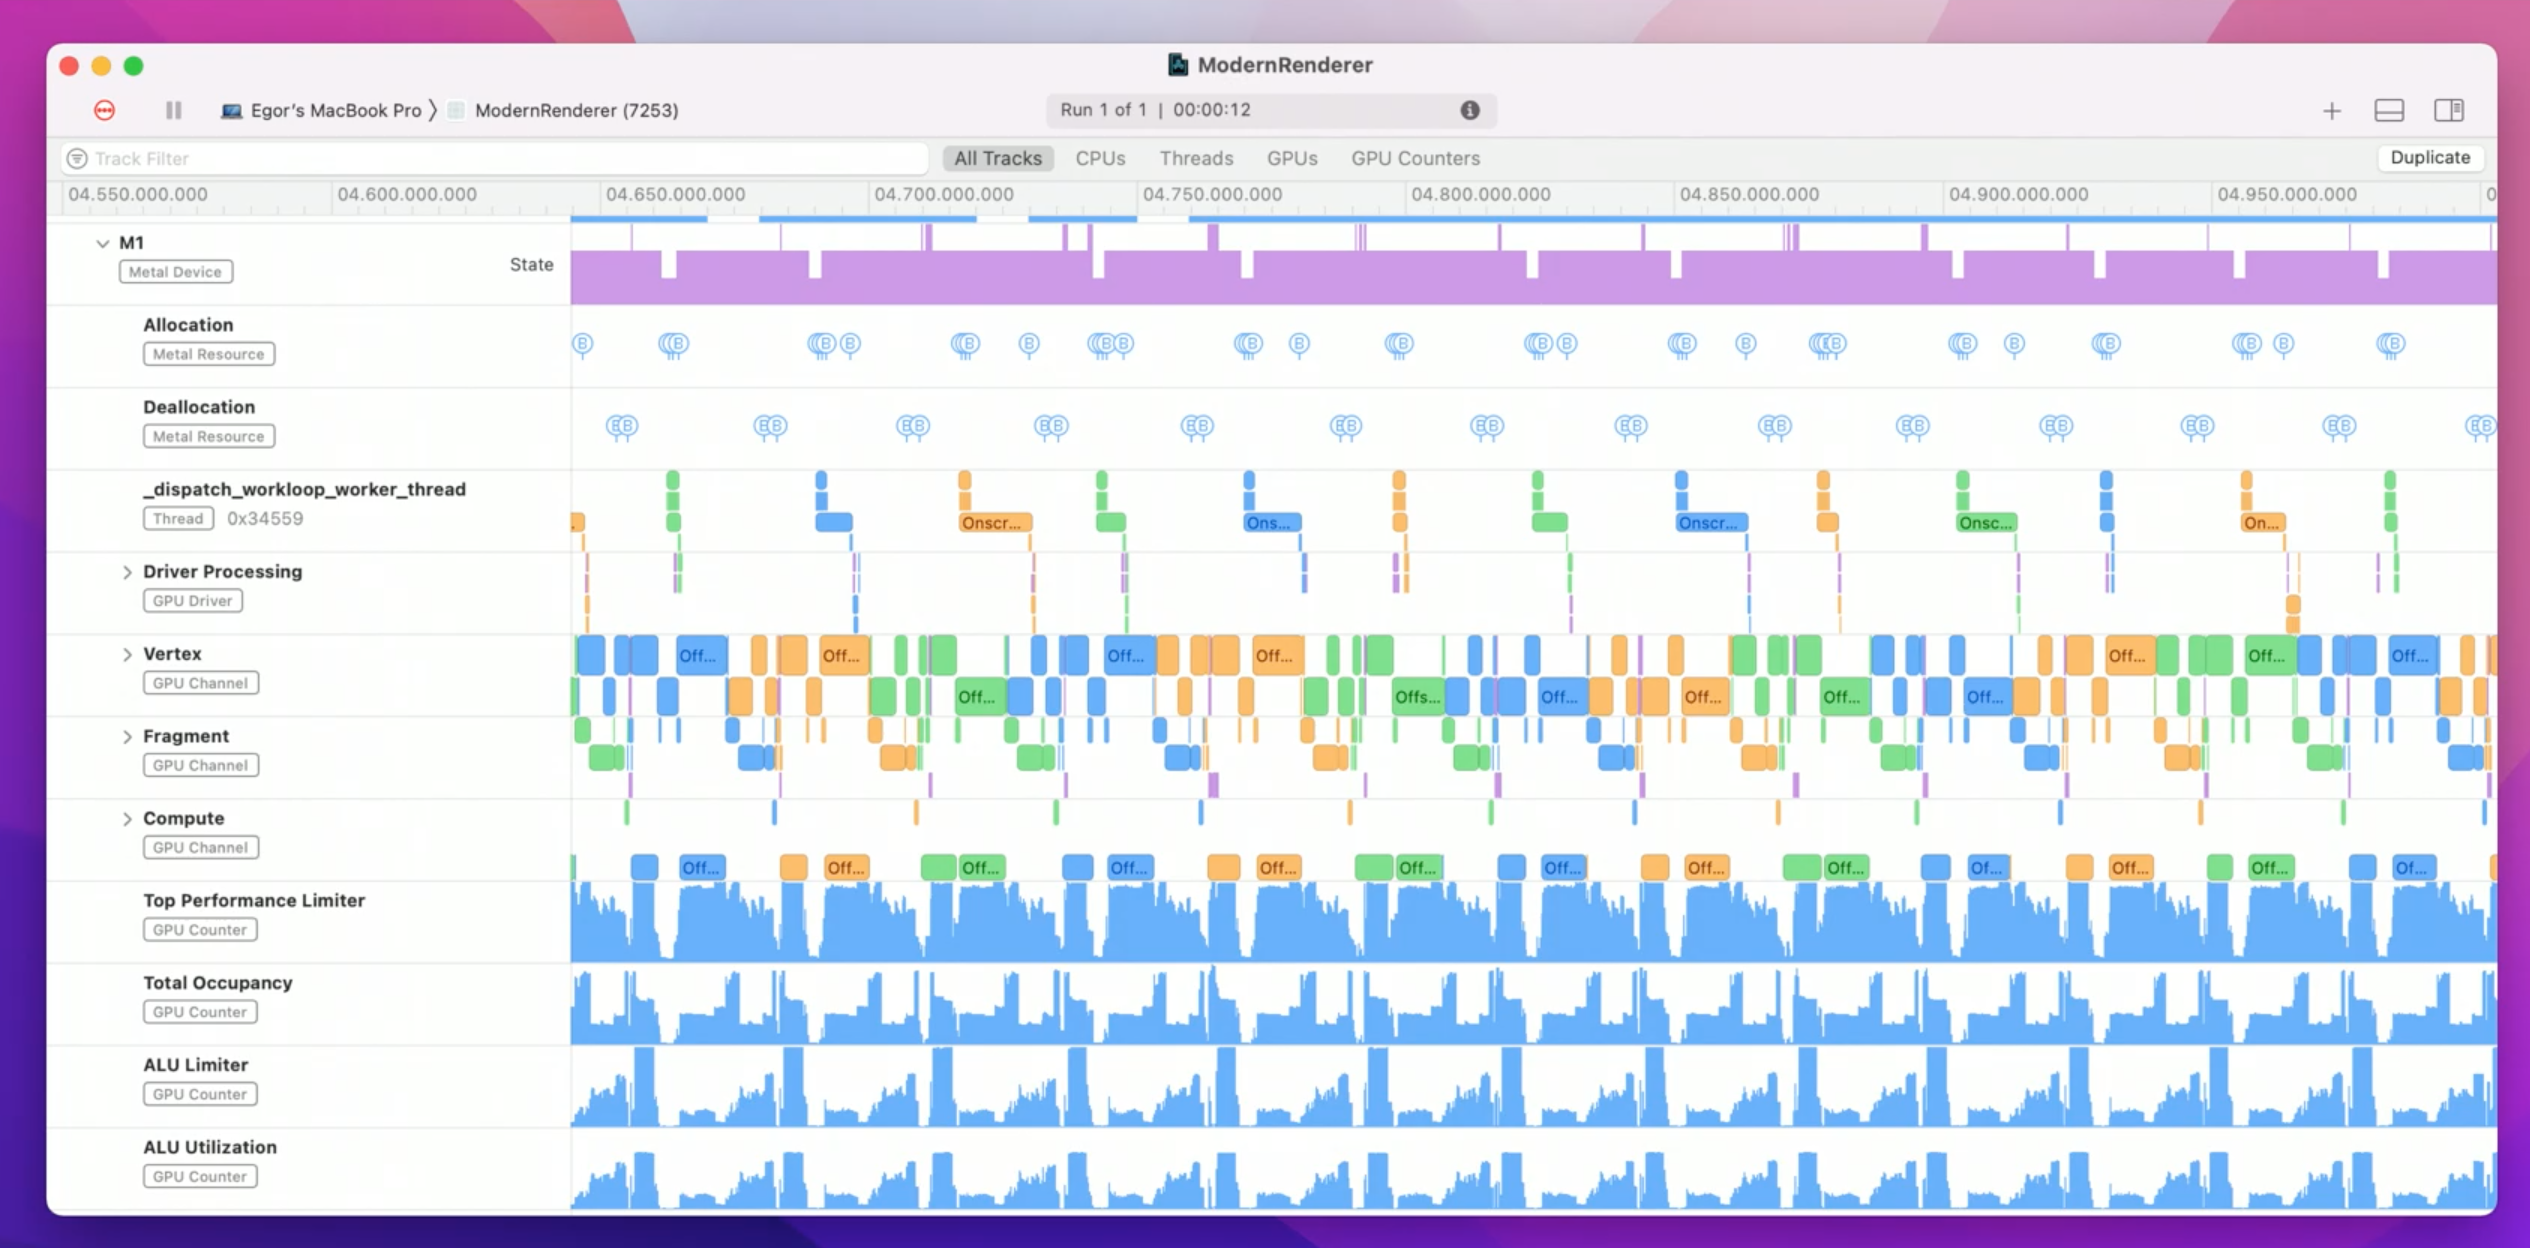 ModernRenderer
Egor's MacBook Pro 〉 ModernRenderer (7253)
Run 1 of 1 | 00:00:12
Track Filter
All Tracks CPUs Threads GPUs GPU Counters
Duplicate
04.550.000.000 04.600.000.000 04.650.000.000 04.700.000.000 04.750.000.000 04.800.000.000 04.850.000.000 04.900.000.000 04.950.000.000
M1
Metal Device
State
Allocation
Metal Resource
B B B B B B B B B B B B B B B B B B B B B B
Deallocation
Metal Resource
B B B B B B B B B B B B B B
_dispatch_workloop_worker_thread
Thread 0x34559
Onscr... Ons... Onscr... Onsc... On...
Driver Processing
GPU Driver
Vertex
GPU Channel
Off... Off... Off... Off... Off... Off... Off...
Off... Offs... Off... Off... Off... Off...
Fragment
GPU Channel
Compute
GPU Channel
Off... Off... Off... Off... Off... Off... Off... Off... Off... Of... Off... Off... Of...
Top Performance Limiter
GPU Counter
Total Occupancy
GPU Counter
ALU Limiter
GPU Counter
ALU Utilization
GPU Counter